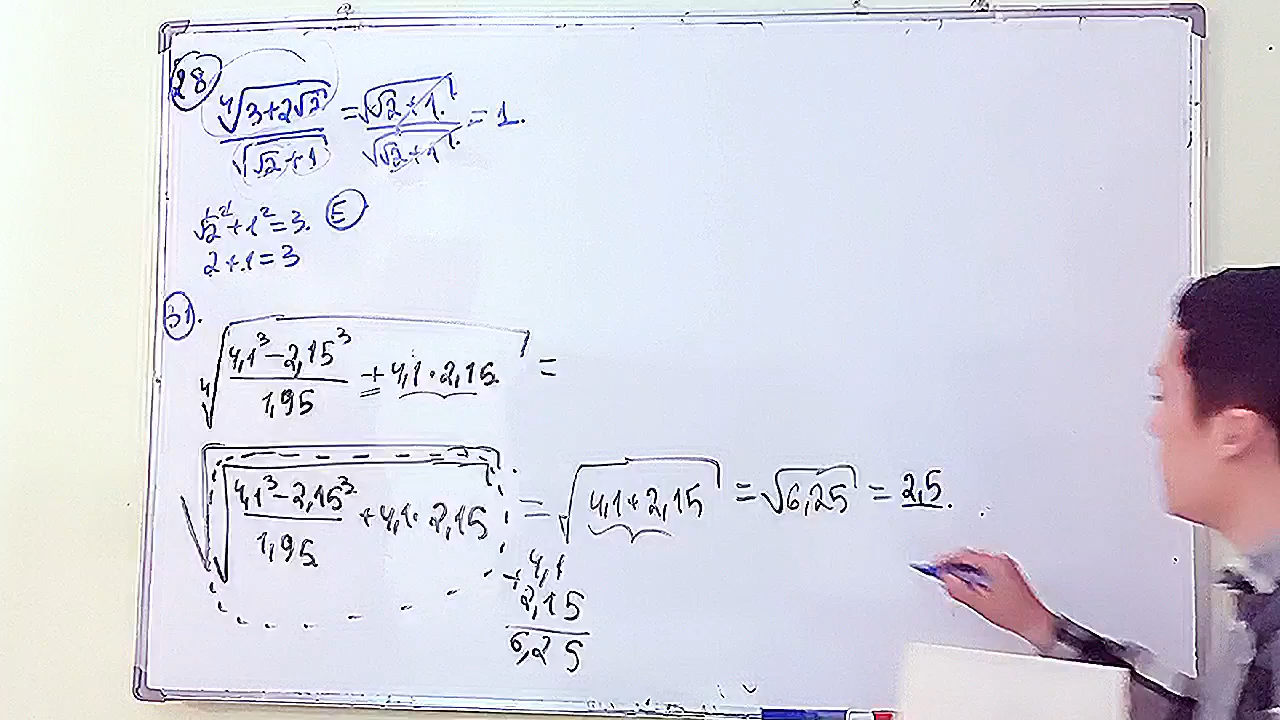 28
⁴√(3+2√2) / √(√2+1) = √(√2+1) / √(√2+1) = 1.
√2² + 1² = 3. E
2+1=3
31.
⁴√((4,1³-2,15³)/1,95 + 4,1·2,15) =
√(√((4,1³-2,15³)/1,95 + 4,1·2,15)) = √(4,1+2,15) = √6,25 = 2,5.
+4,1
2,15
6,25